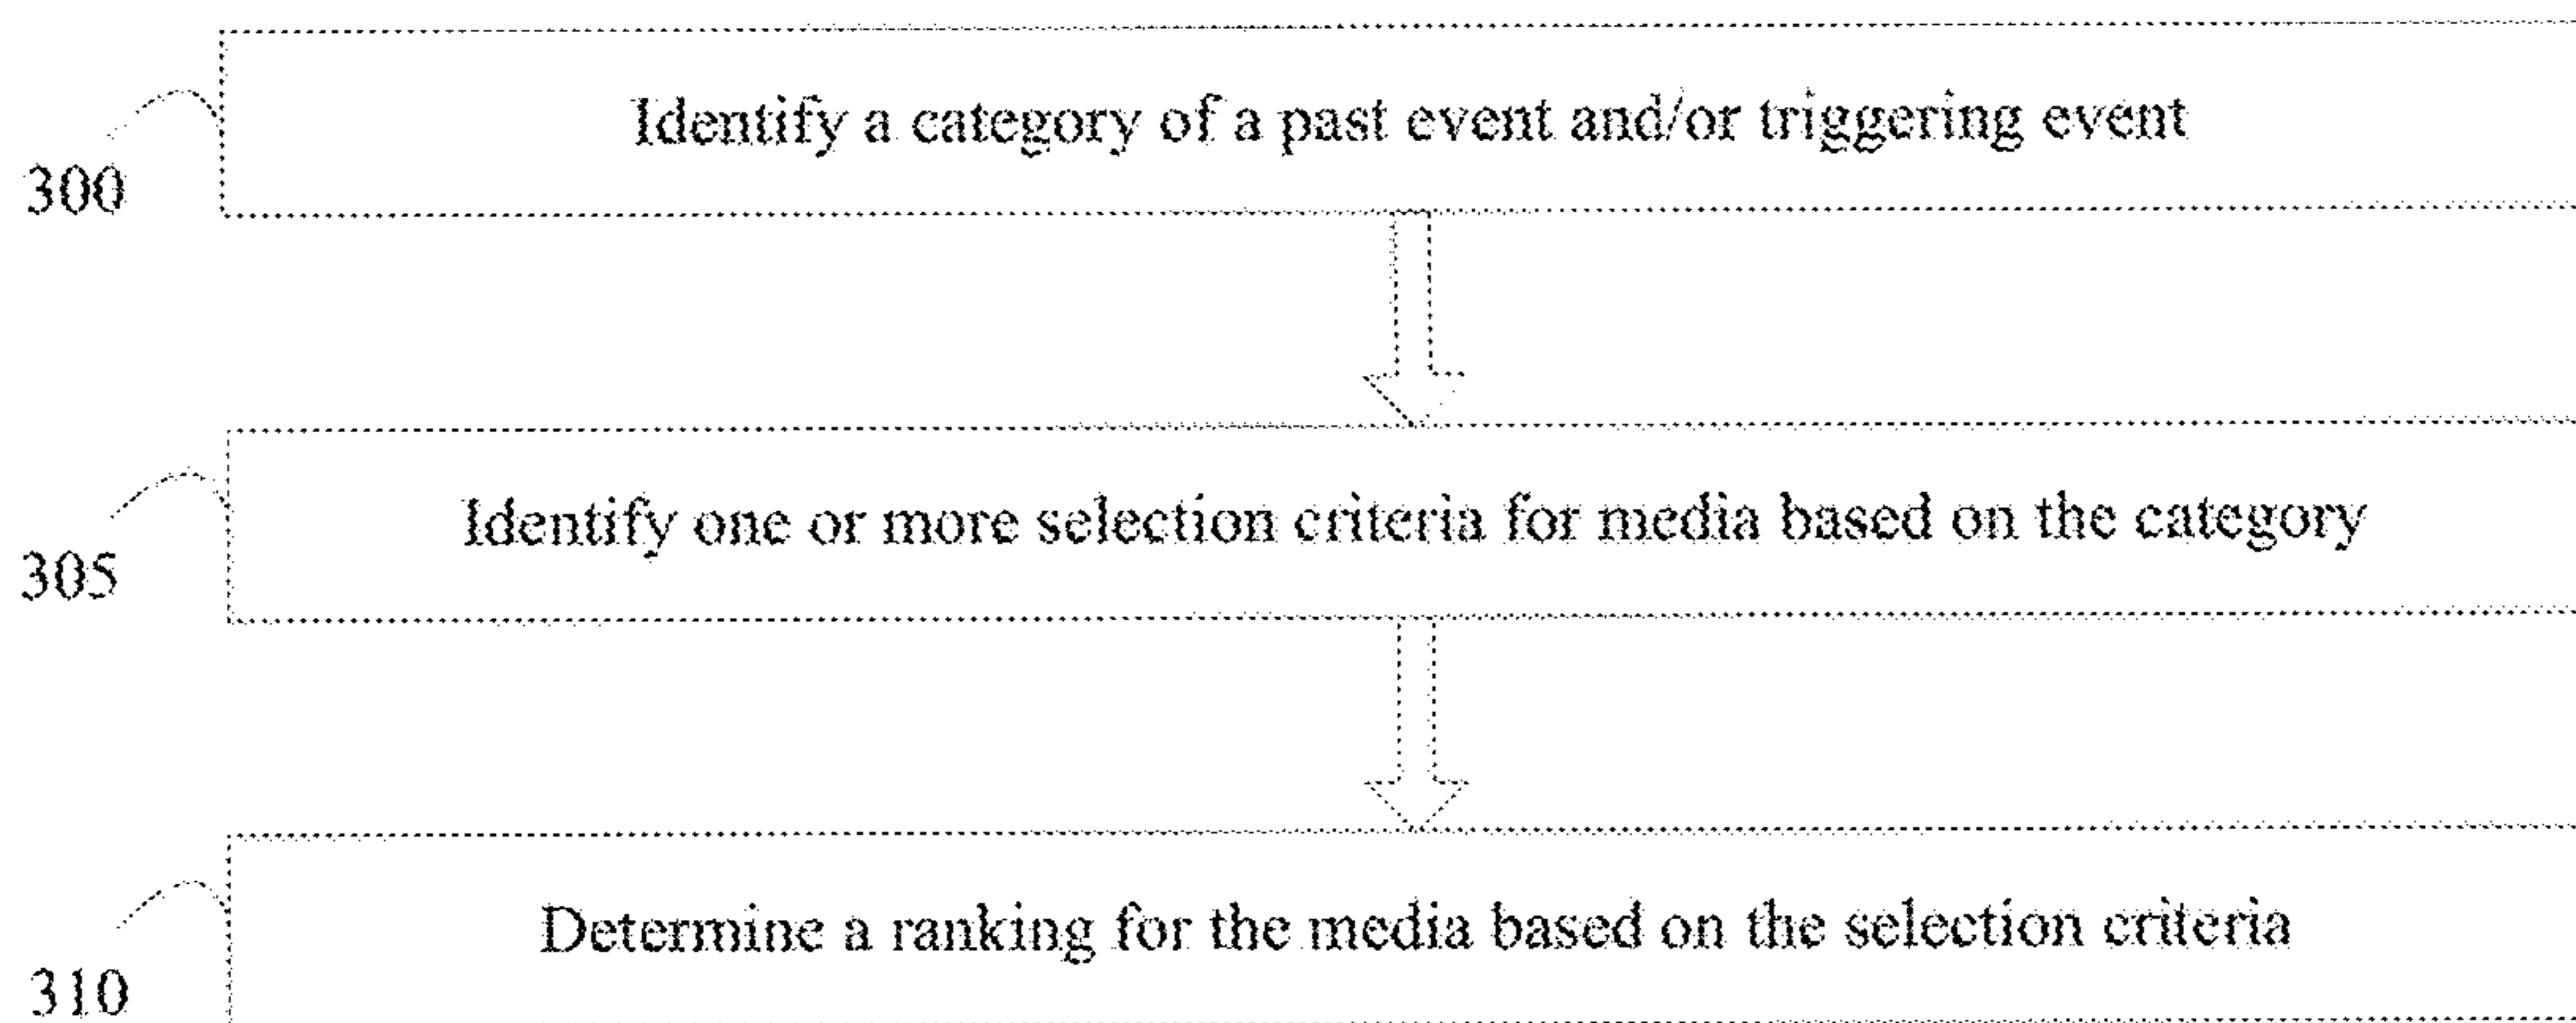 Identify a category of a past event and/or triggering event
300
Identify one or more selection criteria for media based on the category
305
Determine a ranking for the media based on the selection criteria
310